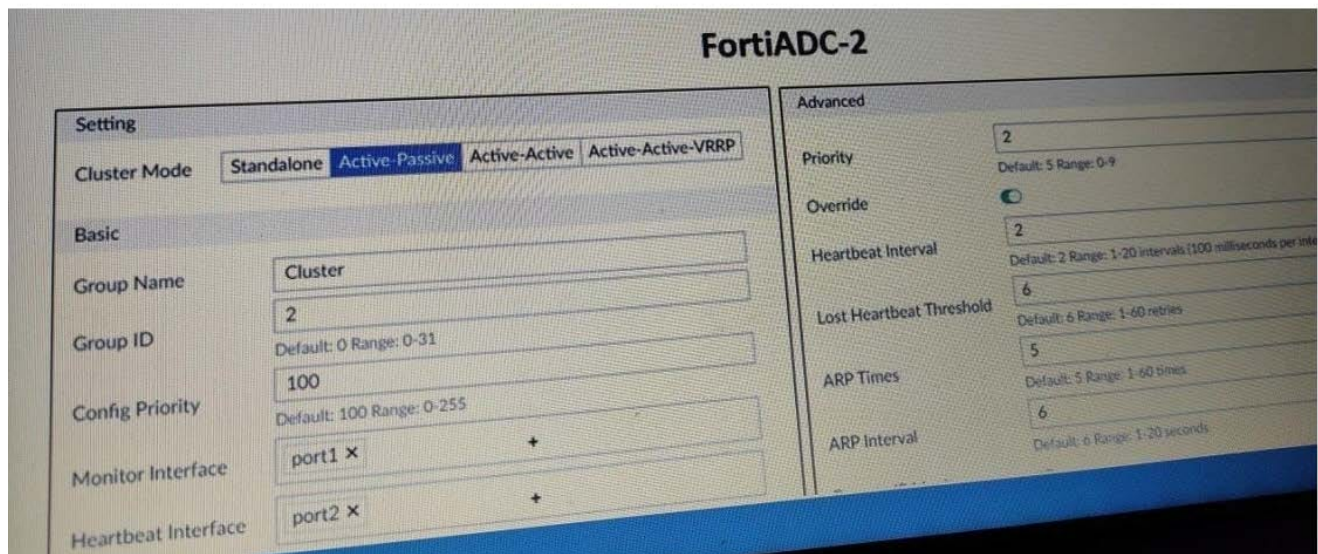 FortiADC-2
Setting
Cluster Mode Standalone Active-Passive Active-Active Active-Active-VRRP
Basic
Group Name Cluster
Group ID 2
Default: 0 Range: 0-31
Config Priority 100
Default: 100 Range: 0-255
Monitor Interface port1 × +
Heartbeat Interface port2 × +
Advanced
Priority 2
Default: 5 Range: 0-9
Override
Heartbeat Interval 2
Default: 2 Range: 1-20 intervals (100 milliseconds per
Lost Heartbeat Threshold 6
Default: 6 Range: 1-60 retries
ARP Times 5
Default: 5 Range: 1-60 times
ARP Interval 6
Default: 6 Range: 1-20 seconds